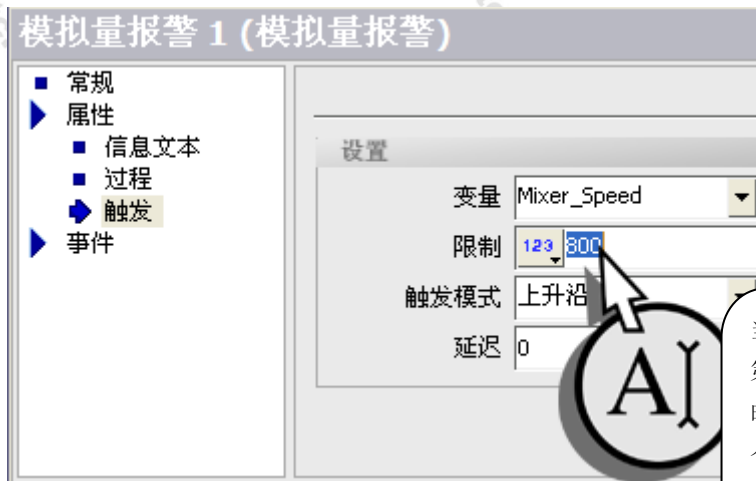 模拟量报警 1 (模拟量报警)
常规
属性
信息文本
过程
触发
事件
设置
变量 Mixer_Speed
限制 123 800
触发模式 上升沿
延迟 0
A